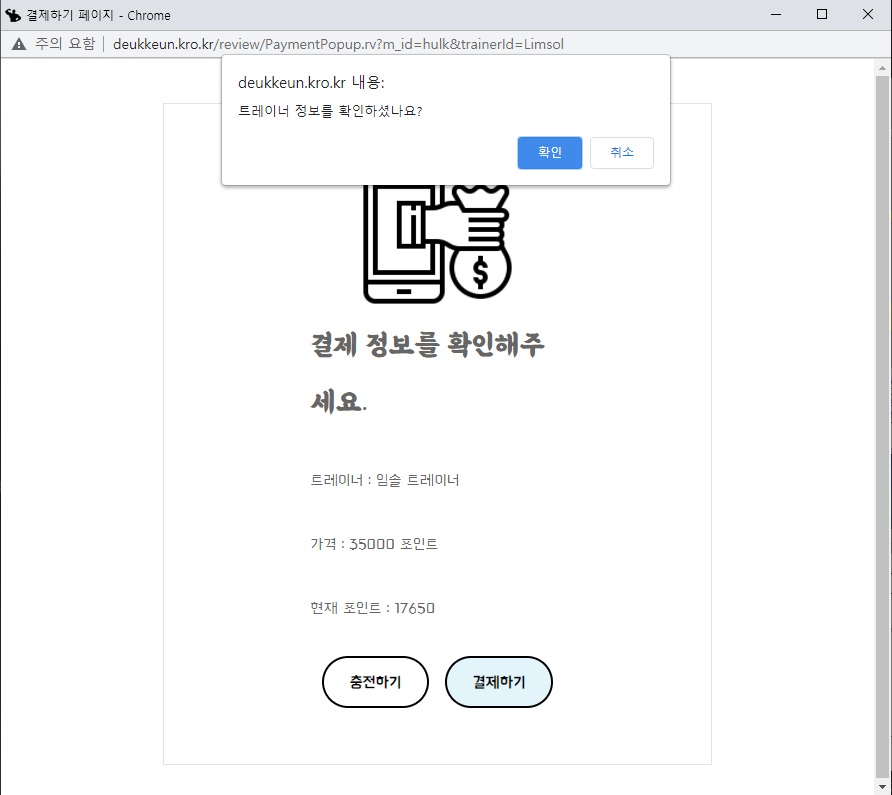 결제하기 페이지 - Chrome
주의 요함 | deukkeun.kro.kr/review/PaymentPopup.rv?m_id=hulk&trainerId=Limsol
deukkeun.kro.kr 내용:
트레이너 정보를 확인하셨나요?
확인 취소
$
결제 정보를 확인해주
세요.
트레이너 : 임솔 트레이너
가격 : 35000 포인트
현재 포인트 : 17650
충전하기 결제하기